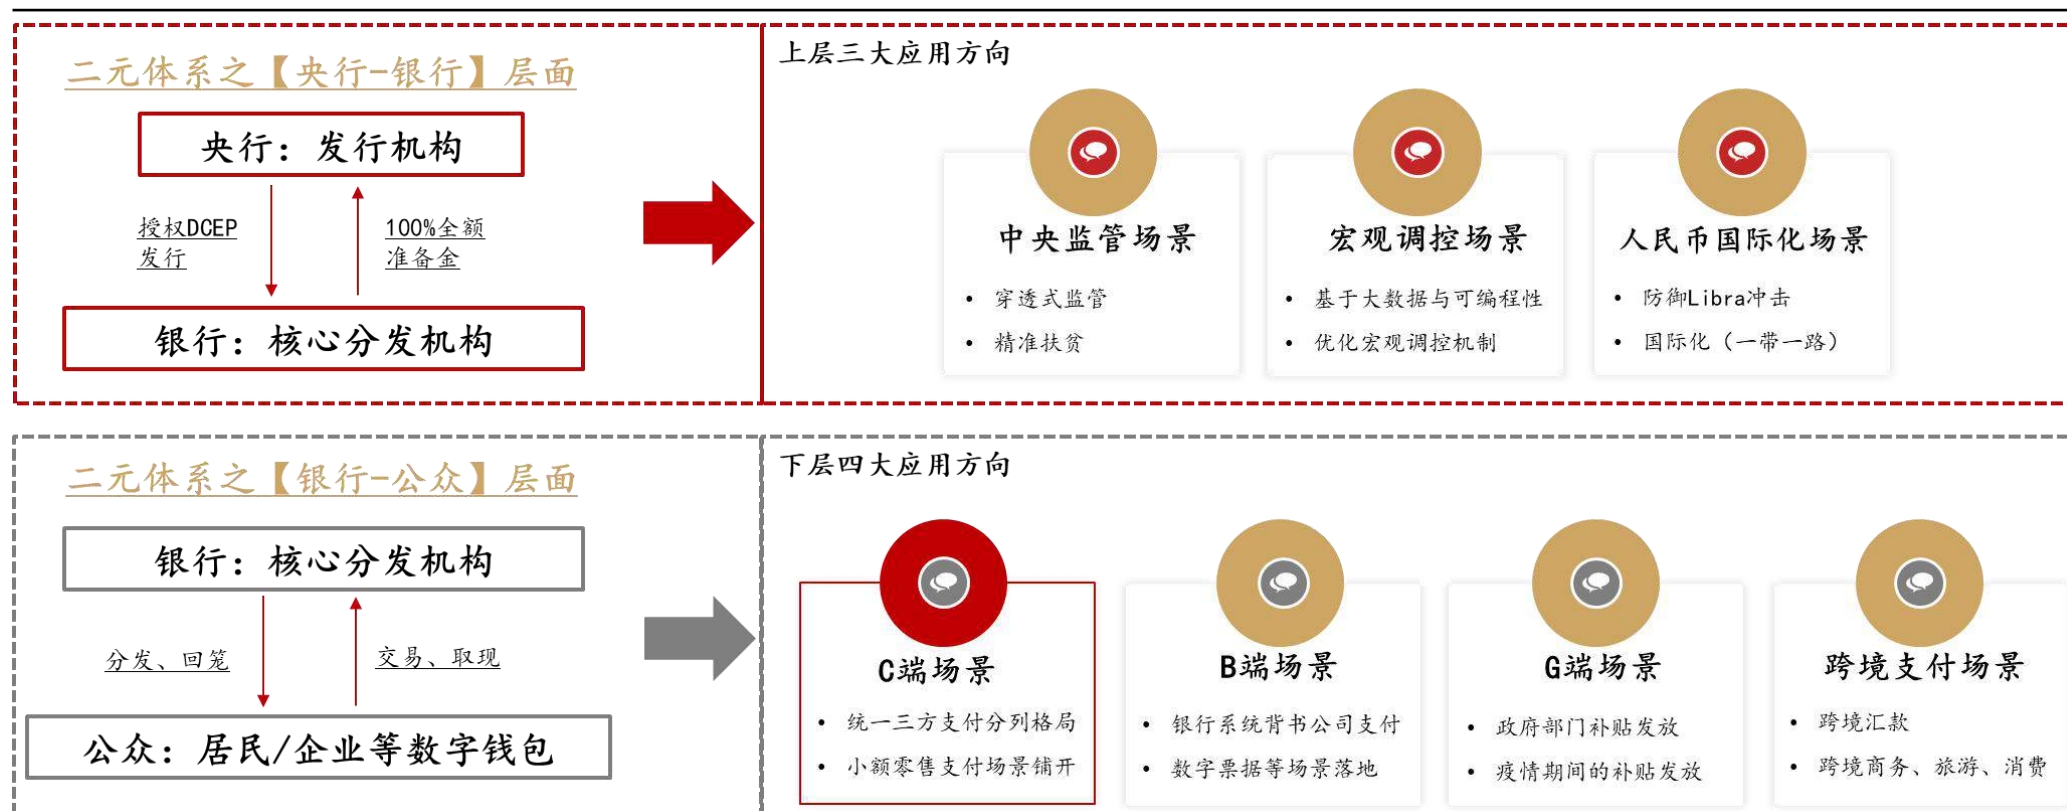 二元体系之【央行-银行】层面
央行：发行机构
授权DCEP
发行
100%全额
准备金
银行：核心分发机构
上层三大应用方向
中央监管场景
• 穿透式监管
• 精准扶贫
宏观调控场景
• 基于大数据与可编程性
• 优化宏观调控机制
人民币国际化场景
• 防御Libra冲击
• 国际化（一带一路）
二元体系之【银行-公众】层面
银行：核心分发机构
分发、回笼
交易、取现
公众：居民/企业等数字钱包
下层四大应用方向
C端场景
• 统一三方支付分列格局
• 小额零售支付场景铺开
B端场景
• 银行系统背书公司支付
• 数字票据等场景落地
G端场景
• 政府部门补贴发放
• 疫情期间的补贴发放
跨境支付场景
• 跨境汇款
• 跨境商务、旅游、消费